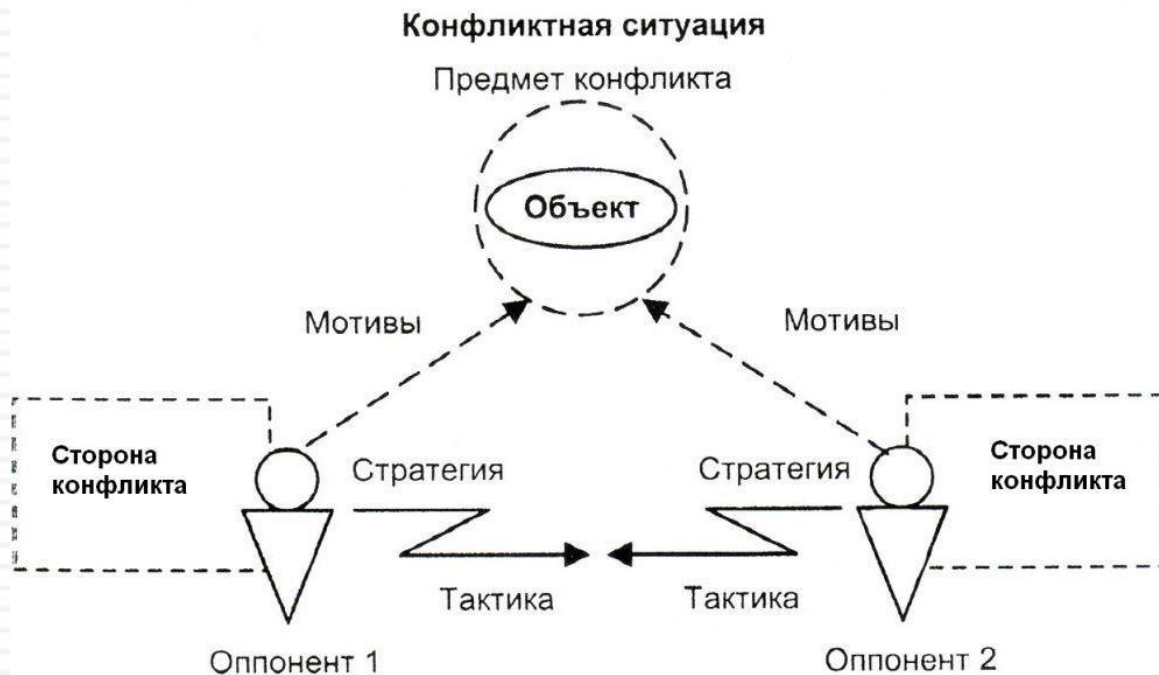 Конфликтная ситуация
Предмет конфликта
Объект
Мотивы
Мотивы
Сторона
конфликта
Стратегия
Стратегия
Сторона
конфликта
Тактика
Тактика
Оппонент 1
Оппонент 2